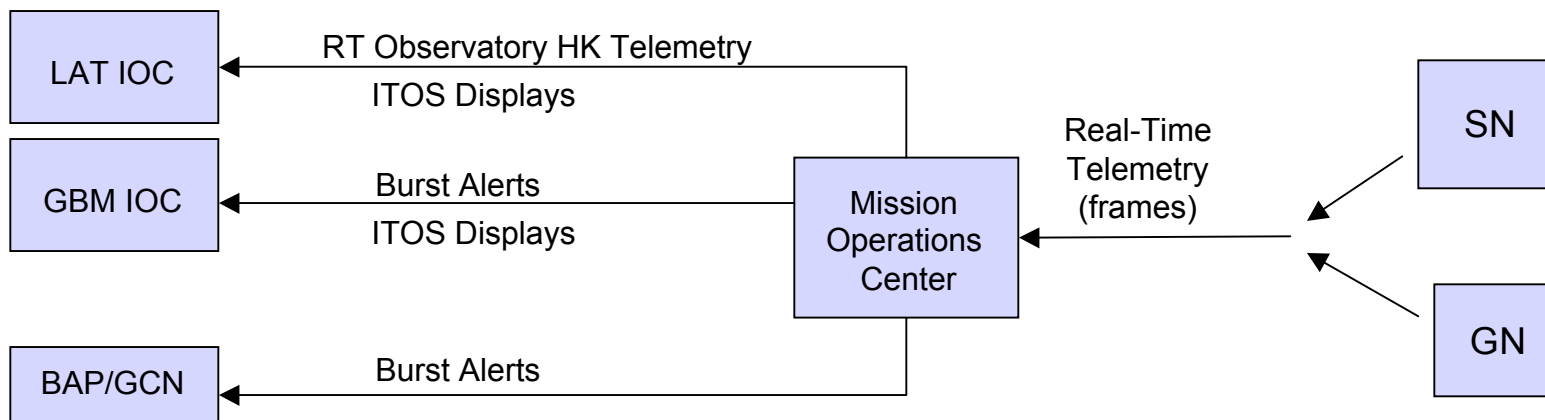 LAT IOC
RT Observatory HK Telemetry
ITOS Displays
GBM IOC
Burst Alerts
ITOS Displays
BAP/GCN
Burst Alerts
Mission
Operations
Center
Real-Time
Telemetry
(frames)
SN
GN